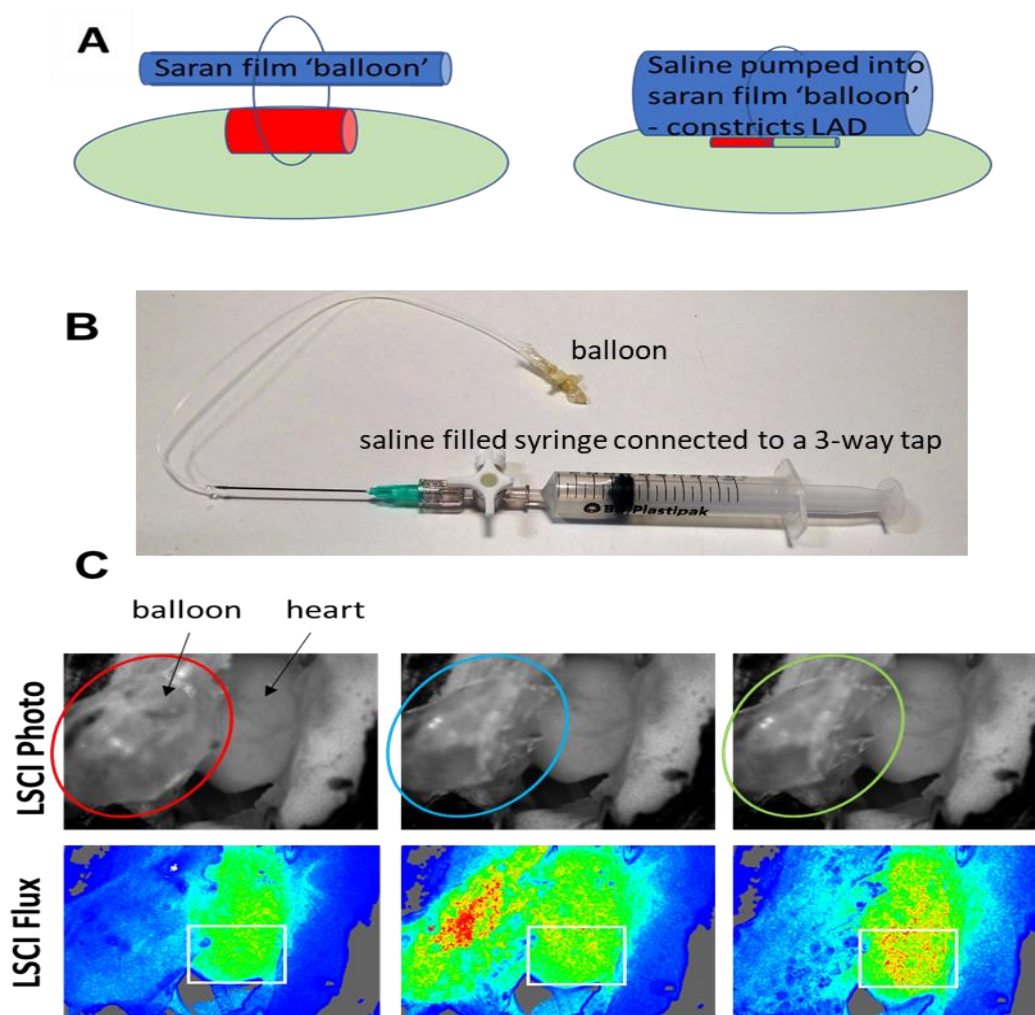 A
Saran film 'balloon'
Saline pumped into
saran film 'balloon'
- constricts LAD
B
balloon
saline filled syringe connected to a 3-way tap
Plastipak
C
balloon
heart
LSCI Photo
LSCI Flux